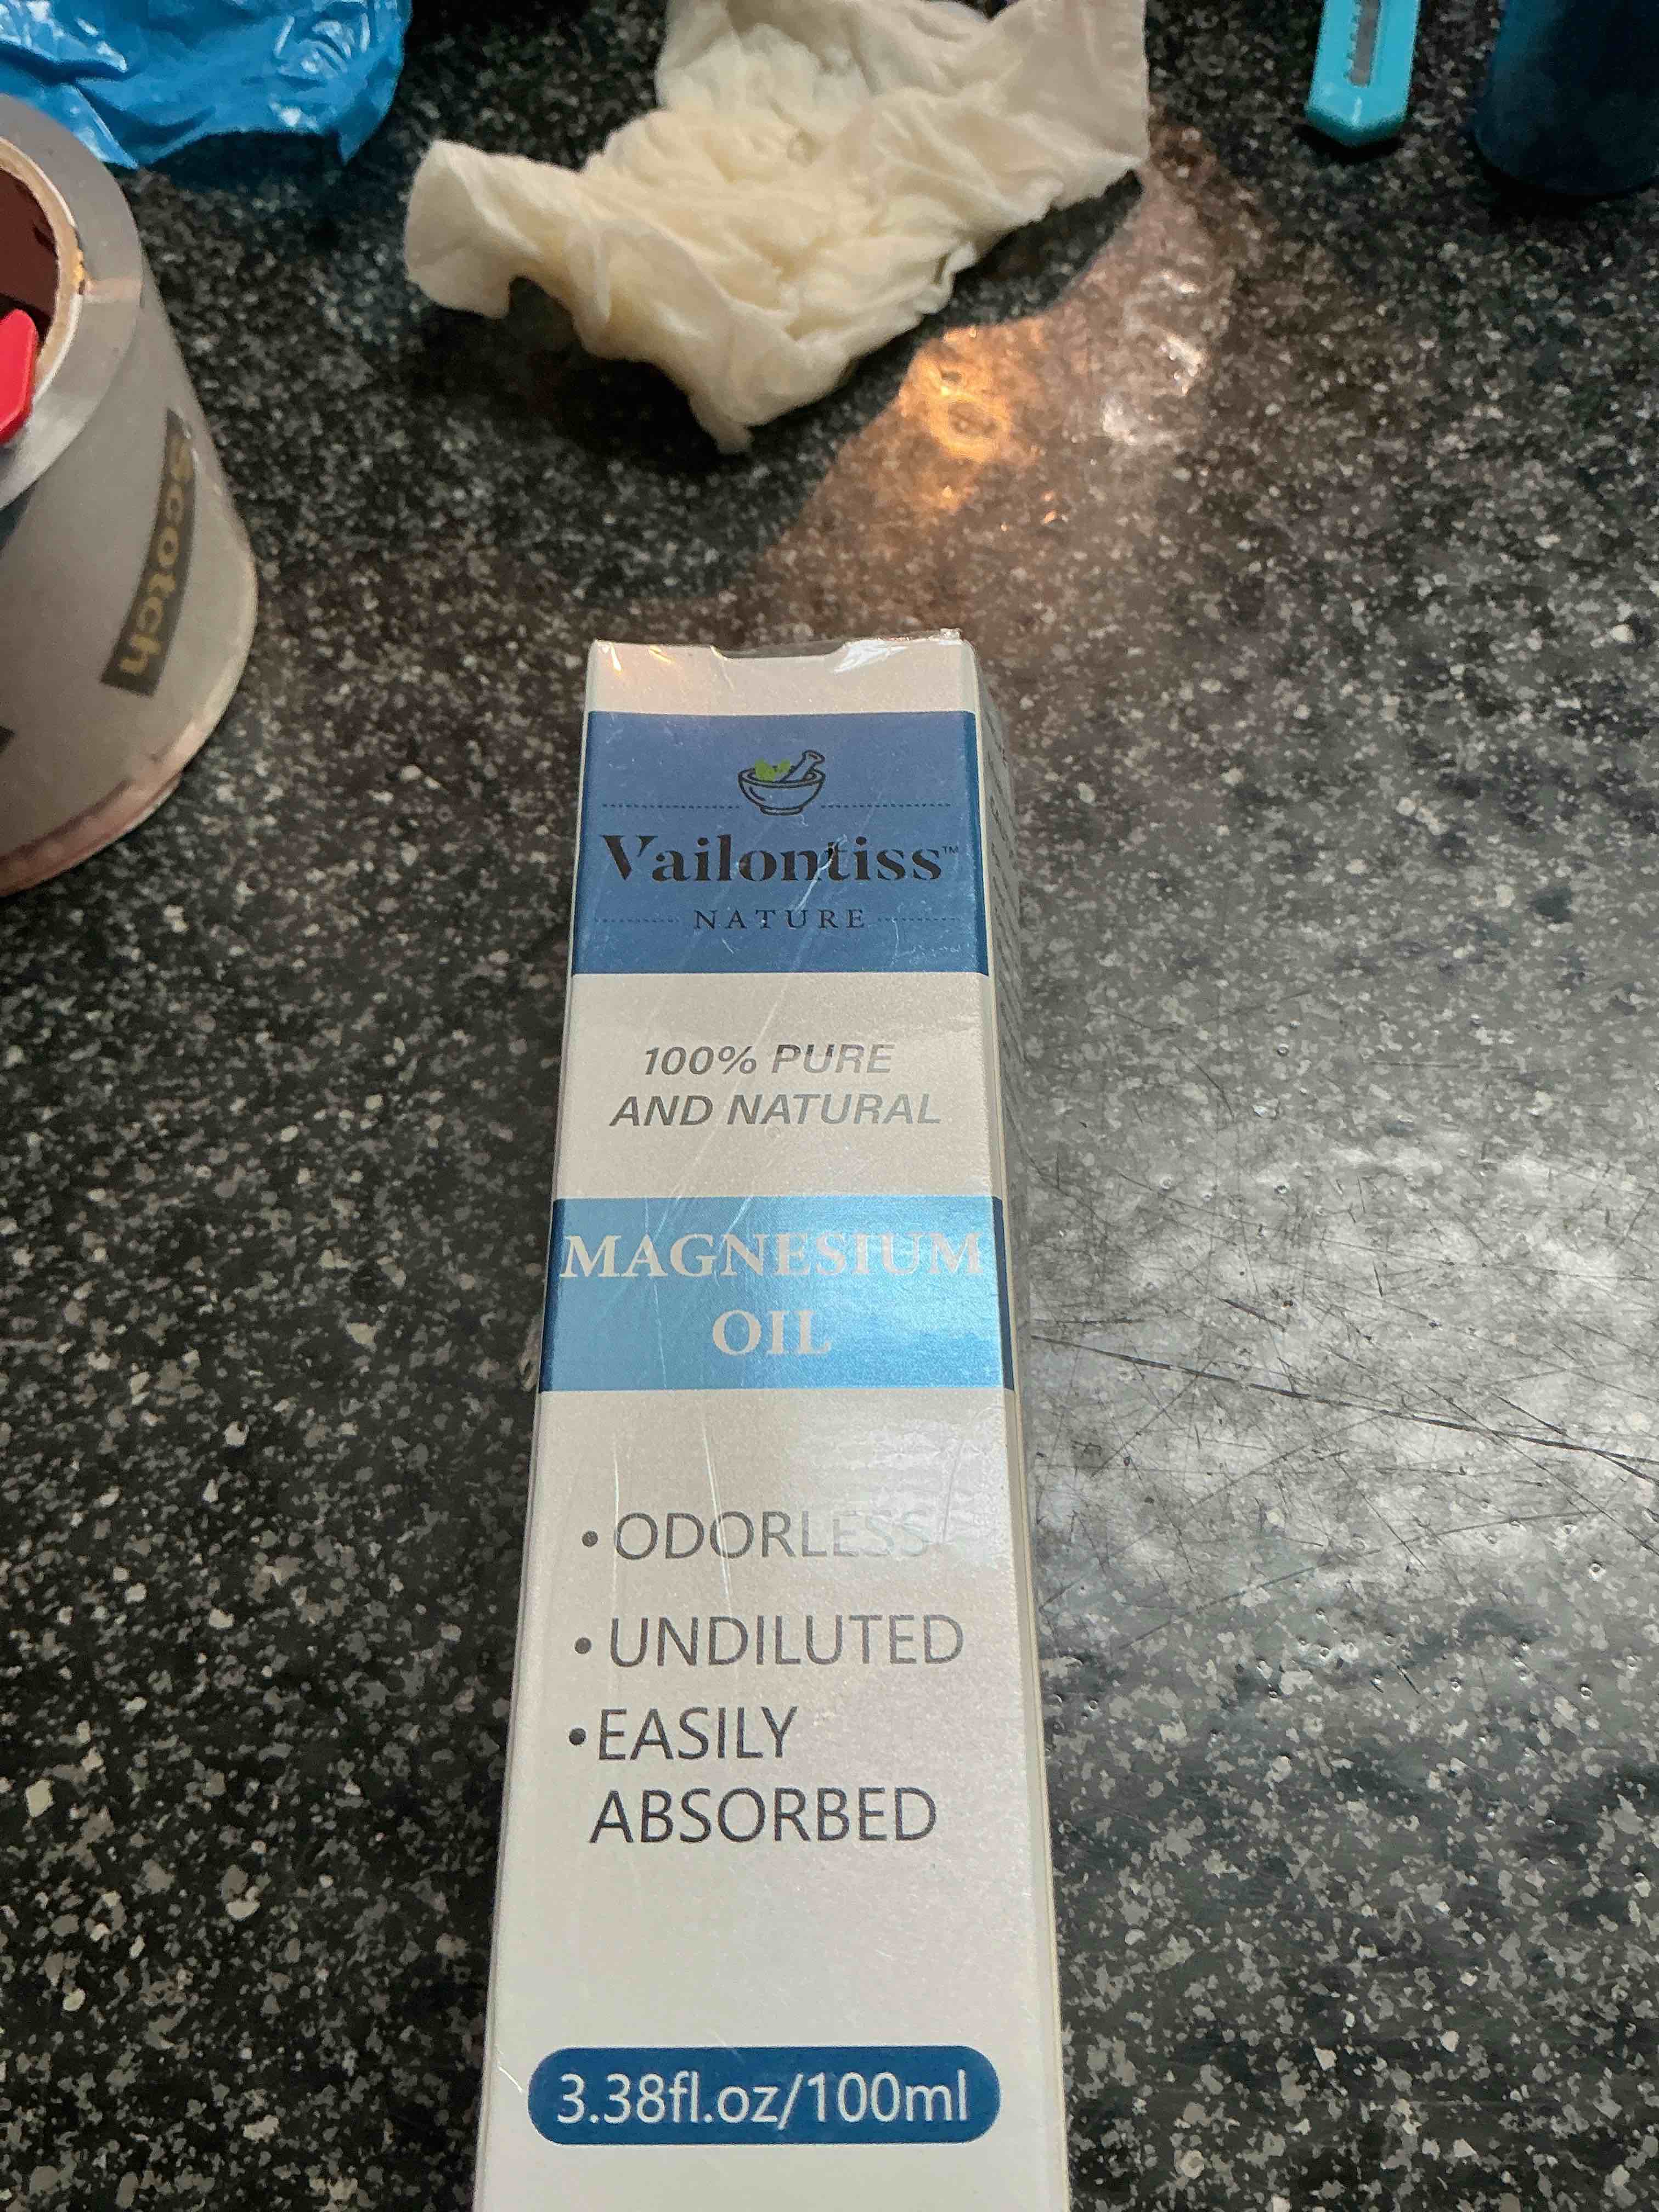 Scotch
Vailontiss™
NATURE
100% PURE
AND NATURAL
MAGNESIUM
OIL
• ODORLESS
• UNDILUTED
• EASILY
ABSORBED
3.38fl.oz/100ml